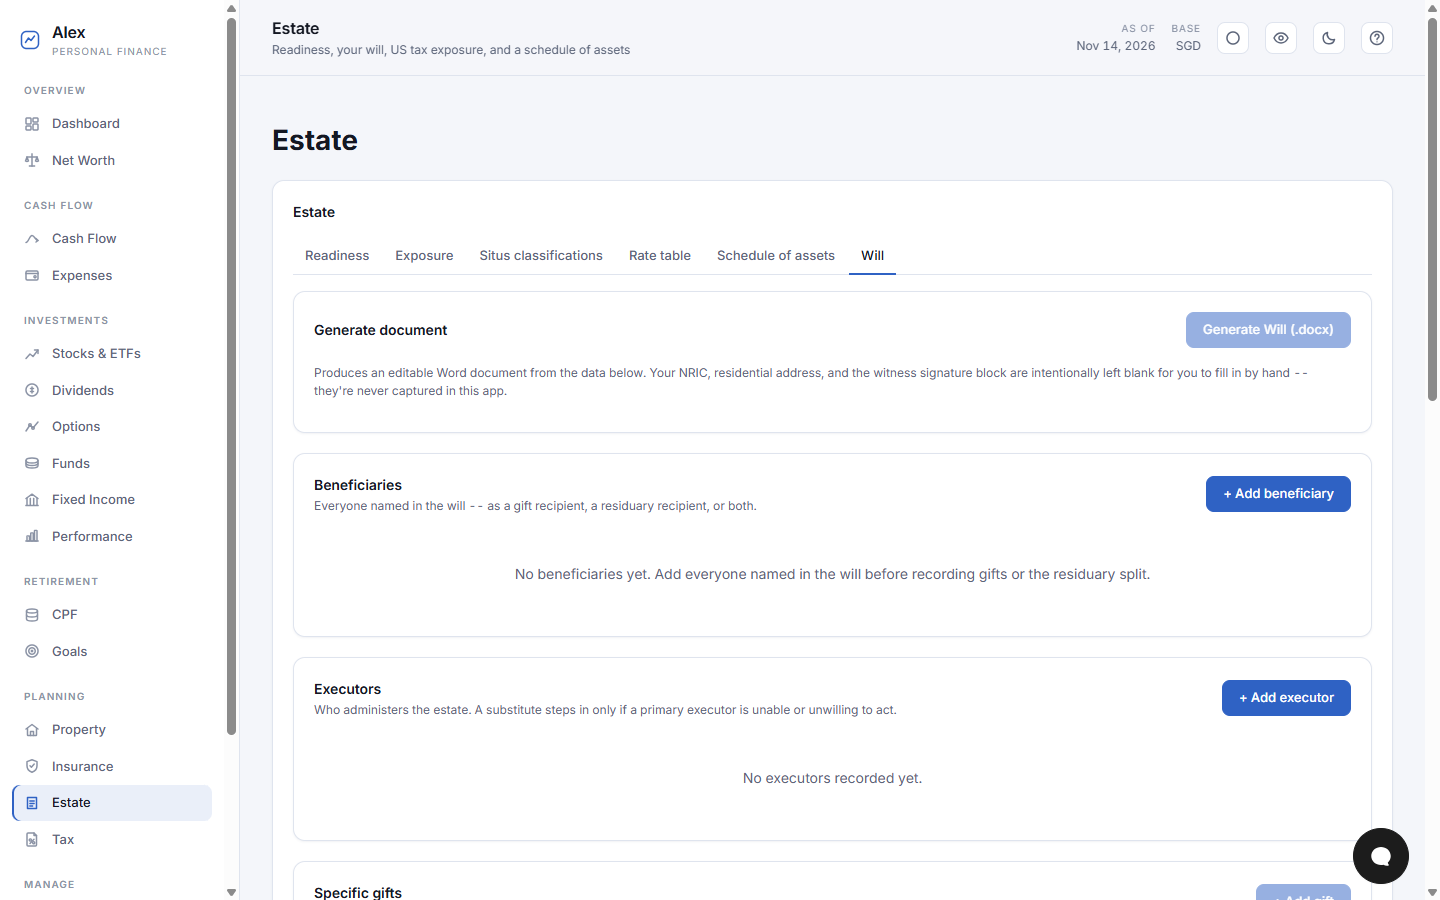 Alex
PERSONAL FINANCE
OVERVIEW
Dashboard
Net Worth
CASH FLOW
Cash Flow
Expenses
INVESTMENTS
Stocks & ETFs
Dividends
Options
Funds
Fixed Income
Performance
RETIREMENT
CPF
Goals
PLANNING
Property
Insurance
Estate
Tax
MANAGE
Estate
Readiness, your will, US tax exposure, and a schedule of assets
AS OF
Nov 14, 2026
BASE
SGD
Estate
Estate
Readiness
Exposure
Situs classifications
Rate table
Schedule of assets
Will
Generate document
Generate Will (.docx)
Produces an editable Word document from the data below. Your NRIC, residential address, and the witness signature block are intentionally left blank for you to fill in by hand --
they're never captured in this app.
Beneficiaries
Everyone named in the will -- as a gift recipient, a residuary recipient, or both.
+ Add beneficiary
No beneficiaries yet. Add everyone named in the will before recording gifts or the residuary split.
Executors
Who administers the estate. A substitute steps in only if a primary executor is unable or unwilling to act.
+ Add executor
No executors recorded yet.
Specific gifts
+ Add gift